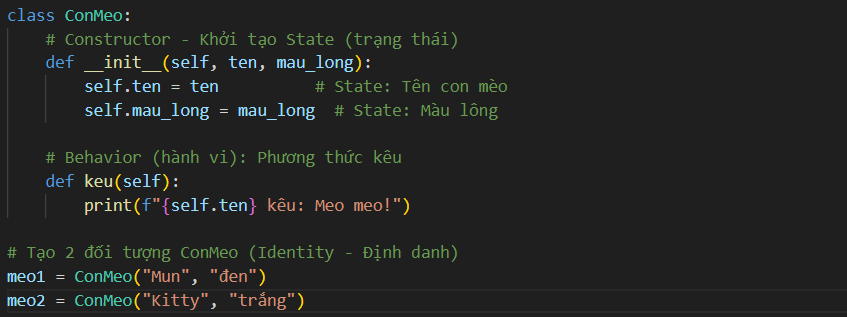 class ConMeo:
    # Constructor - Khởi tạo State (trạng thái)
    def __init__(self, ten, mau_long):
        self.ten = ten          # State: Tên con mèo
        self.mau_long = mau_long  # State: Màu lông
    # Behavior (hành vi): Phương thức kêu
    def keu(self):
        print(f"{self.ten} kêu: Meo meo!")
# Tạo 2 đối tượng ConMeo (Identity - Định danh)
meo1 = ConMeo("Mun", "đen")
meo2 = ConMeo("Kitty", "trắng")